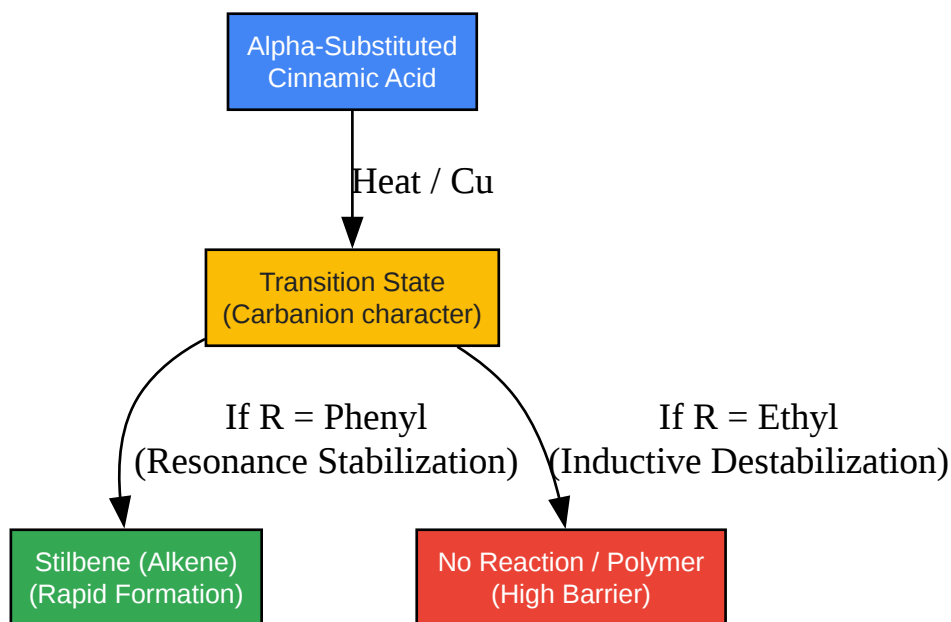 Alpha-Substituted
Cinnamic Acid
Heat / Cu
Transition State
(Carbanion character)
If R = Phenyl
(Resonance Stabilization)
If R = Ethyl
(Inductive Destabilization)
Stilbene (Alkene)
(Rapid Formation)
No Reaction / Polymer
(High Barrier)